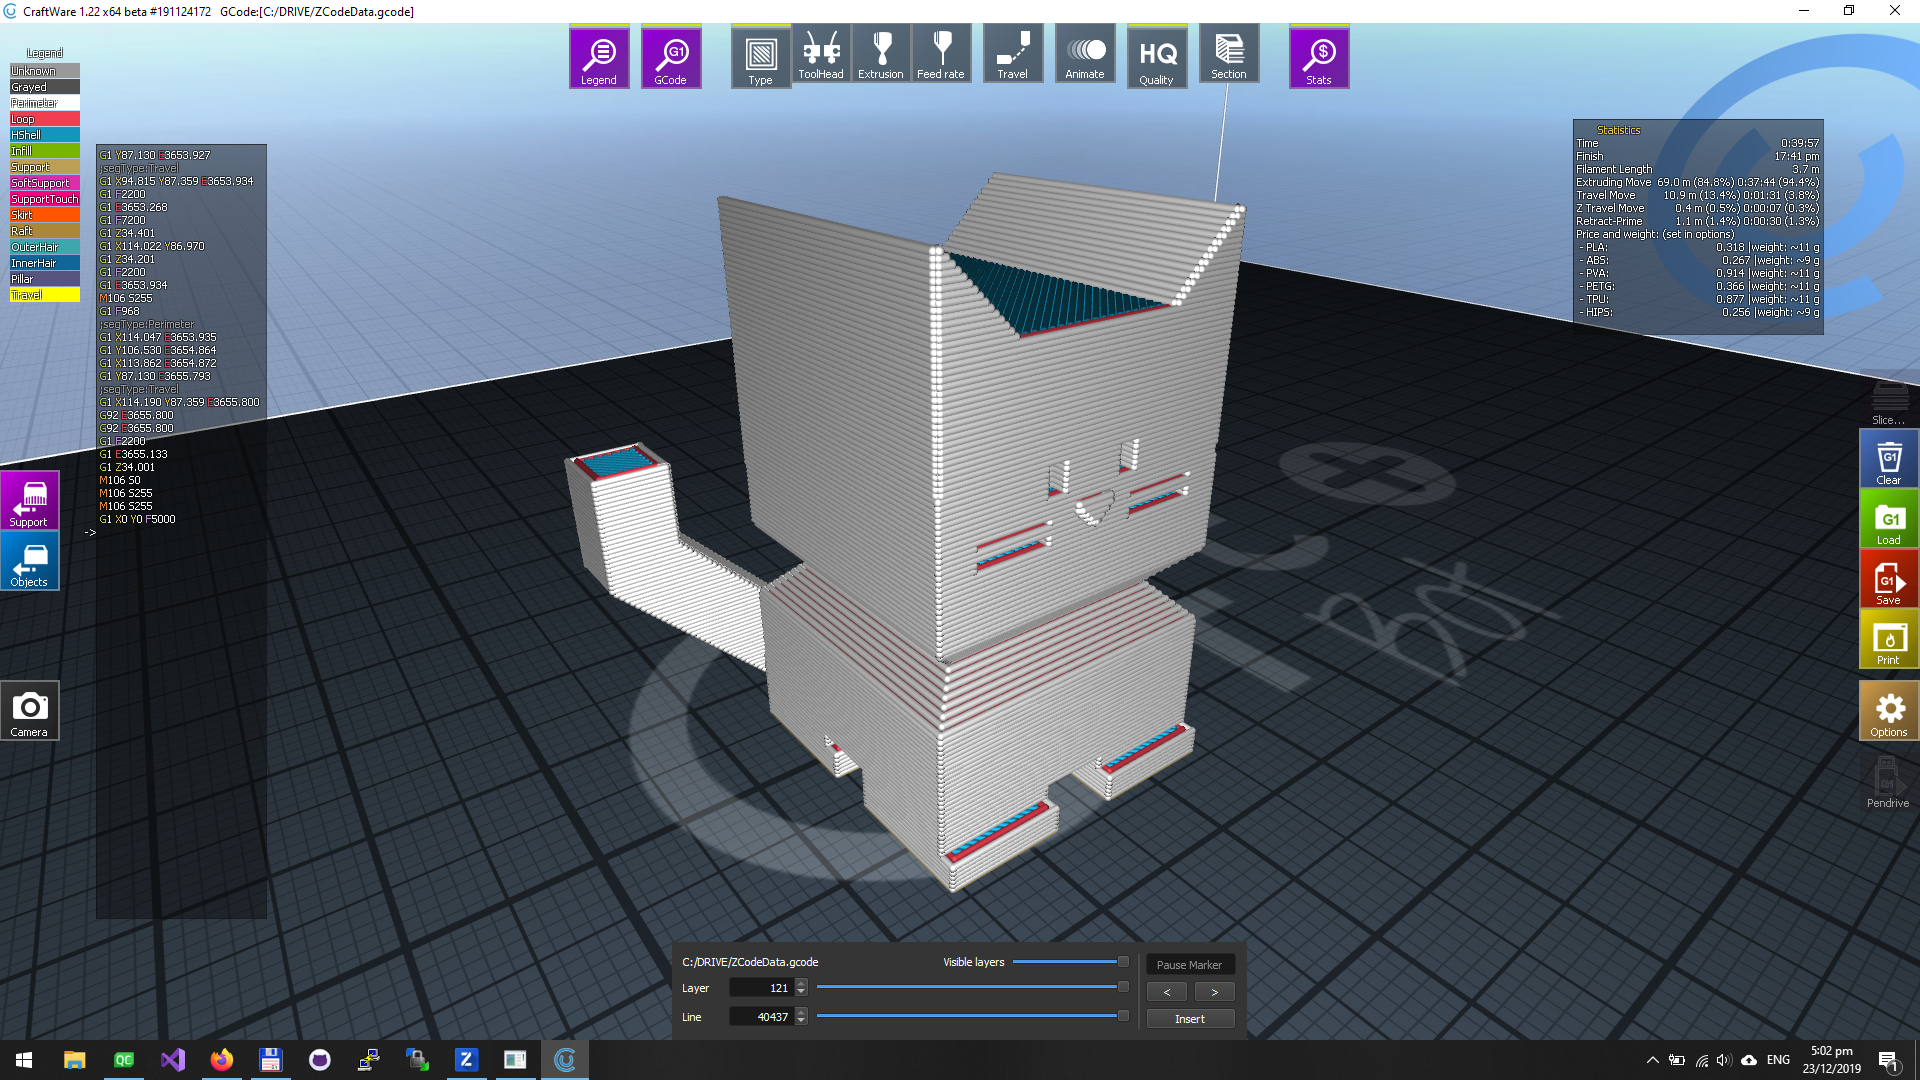 CraftWare 1.22 x64 beta #191124172   GCode:[C:/DRIVE/ZCodeData.gcode]
Legend
GCode
Type
ToolHead
Extrusion
Feed rate
Travel
Animate
HQ
Quality
Section
Stats
Legend
Unknown
Grayed
Perimeter
Loop
HShell
Infill
Support
SoftSupport
SupportTouch
Skirt
Raft
OuterHair
InnerHair
Pillar
Travel
G1 Y87.130 E3653.927
;segType:Travel
G1 X94.815 Y87.359 E3653.934
G1 F2200
G1 E3653.268
G1 F7200
G1 Z34.401
G1 X114.022 Y86.970
G1 Z34.201
G1 F2200
G1 E3653.934
M106 S255
G1 F968
;segType:Perimeter
G1 X114.047 E3653.935
G1 Y106.530 E3654.864
G1 X113.862 E3654.872
G1 Y87.130 E3655.793
;segType:Travel
G1 X114.190 Y87.359 E3655.800
G92 E3655.800
G92 E3655.800
G1 F2200
G1 E3655.133
G1 Z34.001
M106 S0
M106 S255
M106 S255
G1 X0 Y0 F5000
->
Support
Objects
Camera
Statistics
Time 0:39:57
Finish 17:41 pm
Filament Length 3.7 m
Extruding Move 69.0 m (84.8%) 0:37:44 (94.4%)
Travel Move 10.9 m (13.4%) 0:01:31 (3.8%)
Z Travel Move 0.4 m (0.5%) 0:00:07 (0.3%)
Retract-Prime 1.1 m (1.4%) 0:00:30 (1.3%)
Price and weight: (set in options)
- PLA: 0.318 |weight: ~11 g
- ABS: 0.267 |weight: ~9 g
- PVA: 0.914 |weight: ~11 g
- PETG: 0.366 |weight: ~11 g
- TPU: 0.877 |weight: ~11 g
- HIPS: 0.256 |weight: ~9 g
Slice...
G1
Clear
G1
Load
G1
Save
Print
Options
Pendrive
C:/DRIVE/ZCodeData.gcode
Visible layers
Layer 121
Line 40437
Pause Marker
< >
Insert
QC
Z
ENG
5:02 pm
23/12/2019
1